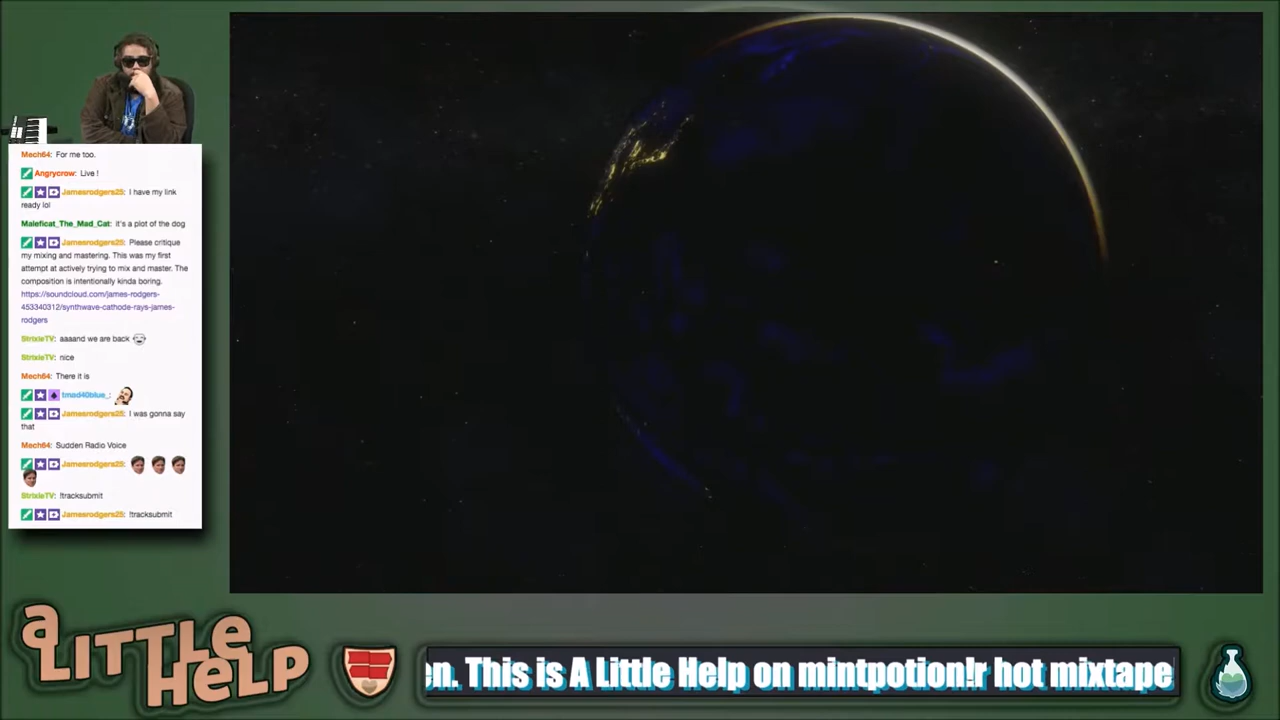 Mech64: For me too.
Angrycrow: Live !
Jamesrodgers25: I have my link
ready lol
Maleficat_The_Mad_Cat: it's a plot of the dog
Jamesrodgers25: Please critique
my mixing and mastering. This was my first
attempt at actively trying to mix and master. The
composition is intentionally kinda boring.
https://soundcloud.com/james-rodgers-
453340312/synthwave-cathode-rays-james-
rodgers
StrixieTV: aaaand we are back
StrixieTV: nice
Mech64: There it is
tmad40blue_:
Jamesrodgers25: I was gonna say
that
Mech64: Sudden Radio Voice
Jamesrodgers25:
StrixieTV: !tracksubmit
Jamesrodgers25: !tracksubmit
a
LITTLE
HELP
en. This is A Little Help on mintpotion!r hot mixtape